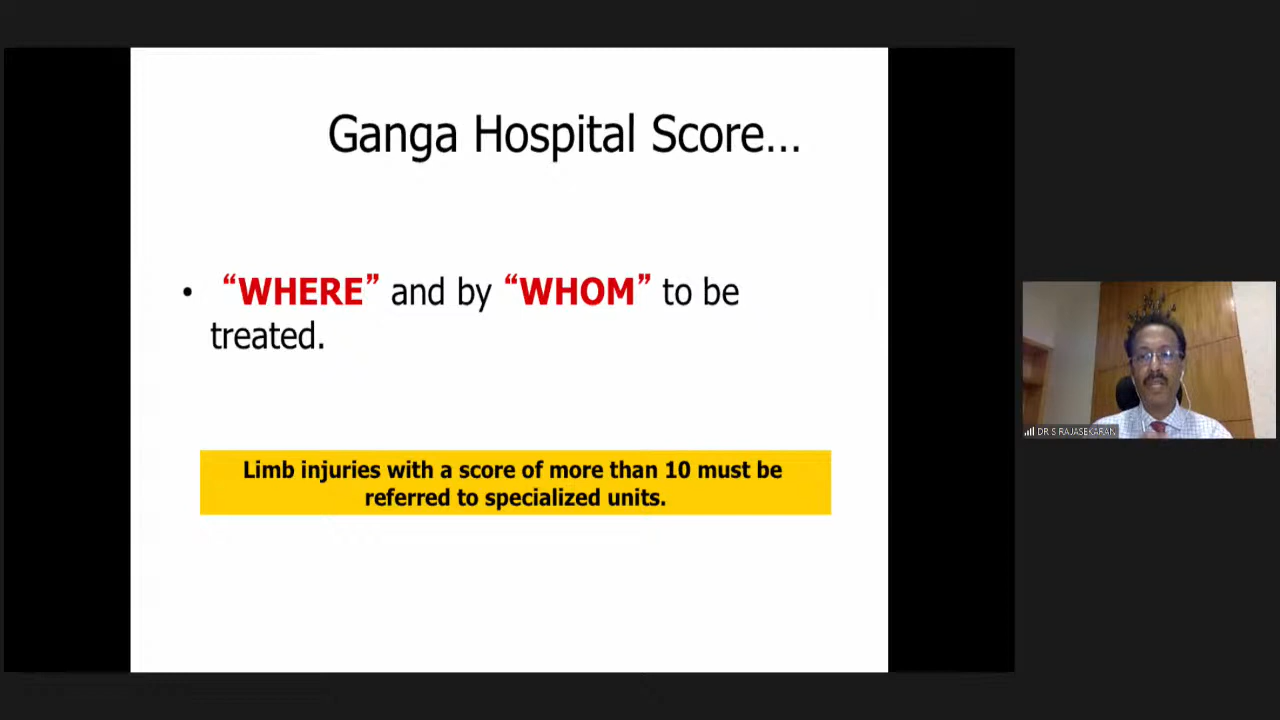 Ganga Hospital Score...
• “WHERE” and by “WHOM” to be
treated.
Limb injuries with a score of more than 10 must be
referred to specialized units.
DR S RAJASEKARAN